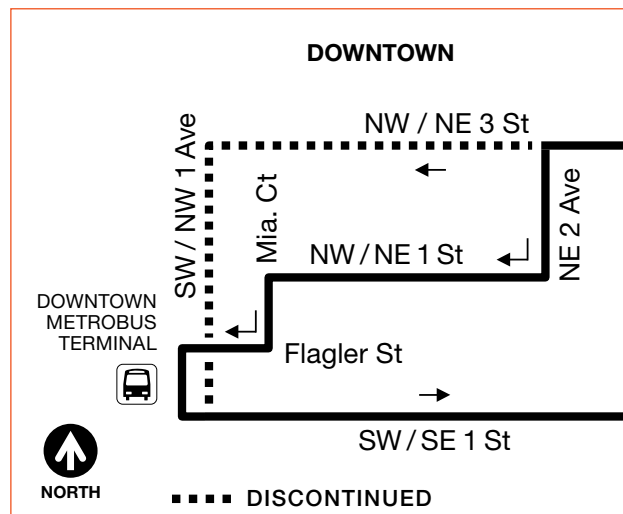 DOWNTOWN
NW / NE 3 St
SW / NW 1 Ave
Mia. Ct
NE 2 Ave
NW / NE 1 St
DOWNTOWN
METROBUS
TERMINAL
Flagler St
SW / SE 1 St
NORTH
DISCONTINUED